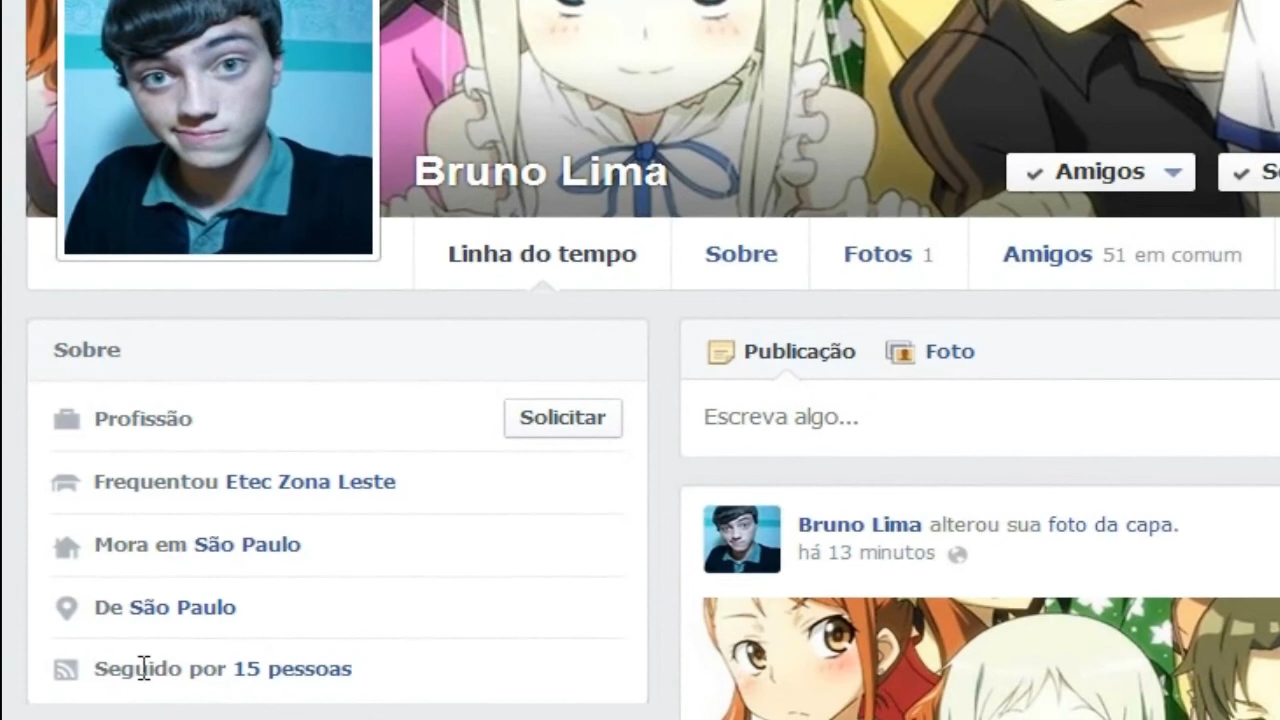 Bruno Lima
Amigos
Linha do tempo
Sobre
Fotos 1
Amigos 51 em comum
Sobre
Profissão
Solicitar
Frequentou Etec Zona Leste
Mora em São Paulo
De São Paulo
Seguido por 15 pessoas
Publicação
Foto
Escreva algo...
Bruno Lima alterou sua foto da capa.
há 13 minutos